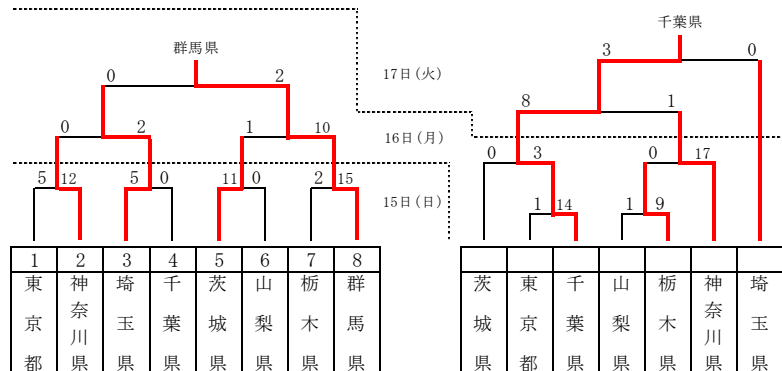 千葉県
群馬県
3 0
0 2
17日(火)
8 1
0 2 1 10
16日(月)
0 3 0 17
5 12 5 0 11 0 2 15
15日(日)
1 14 1 9
1 2 3 4 5 6 7 8
東京都 神奈川県 埼玉県 千葉県 茨城県 山梨県 栃木県 群馬県
茨城県 東京都 千葉県 山梨県 栃木県 神奈川県 埼玉県